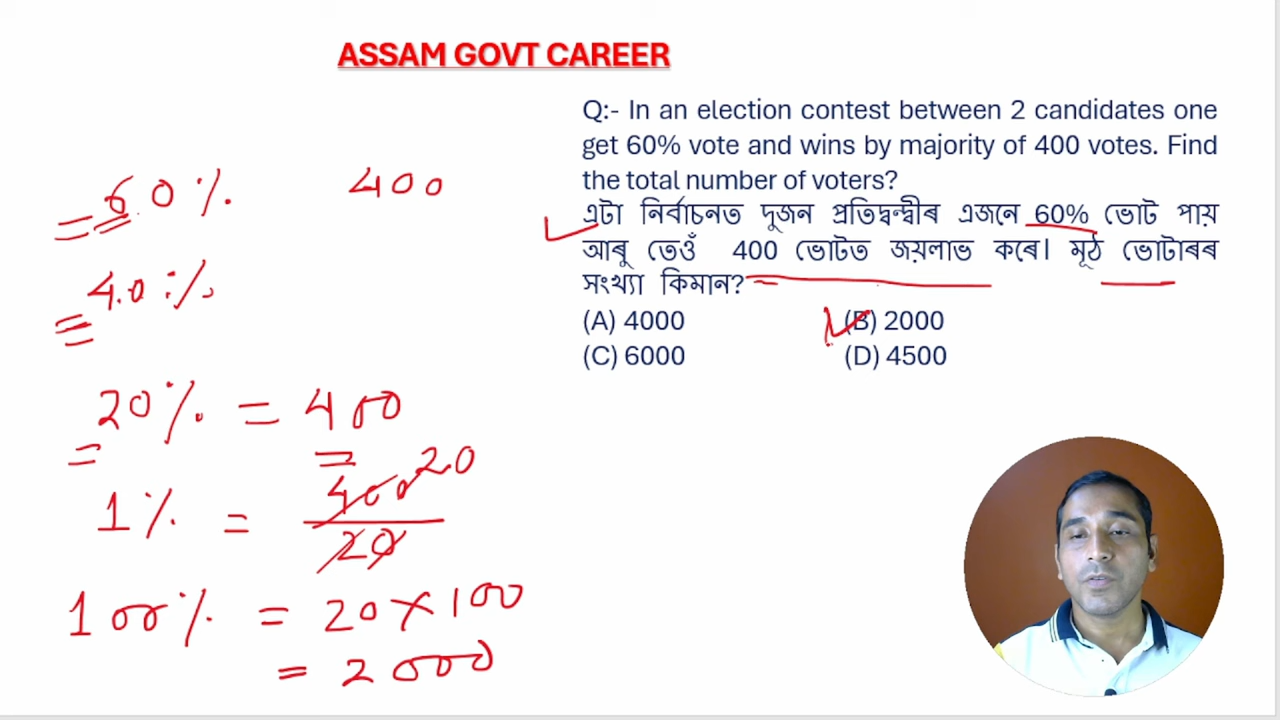 ASSAM GOVT CAREER
Q:- In an election contest between 2 candidates one
get 60% vote and wins by majority of 400 votes. Find
the total number of voters?
এটা নিৰ্বাচনত দুজন প্ৰতিদ্বন্দ্বীৰ এজনে 60% ভোট পায়
আৰু তেওঁ 400 ভোটত জয়লাভ কৰে। মূঠ ভোটাৰৰ
সংখ্যা কিমান?
(A) 4000 (B) 2000
(C) 6000 (D) 4500
60% 400
40%
20% = 400
1% = 400/20 20
100% = 20 × 100
= 2000